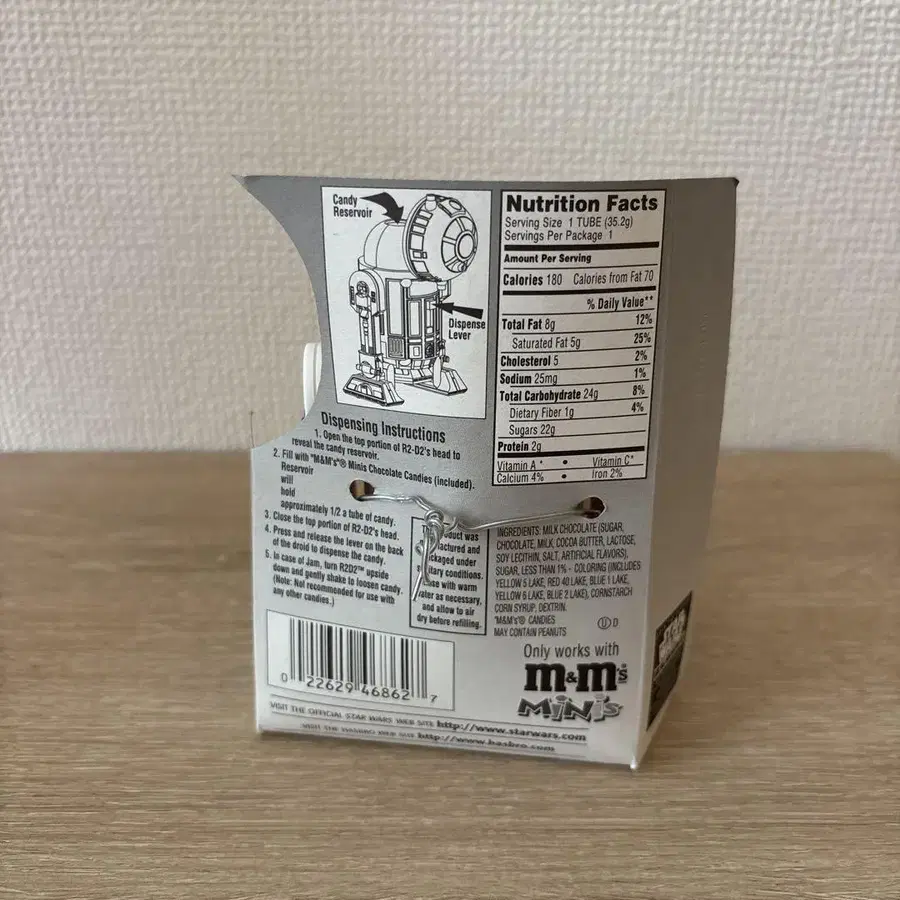 Candy
Reservoir
Dispense
Lever
Dispensing Instructions
1. Open the top portion of R2-D2's head to
reveal the candy reservoir.
2. Fill with "M&M's"® Minis Chocolate Candies (included).
Reservoir
will
hold
approximately 1/2 a tube of candy.
3. Close the top portion of R2-D2's head.
4. Press and release the lever on the back
of the droid to dispense the candy.
5. In case of Jam, turn R2D2™ upside
down and gently shake to loosen candy.
(Note: Not recommended for use with
any other candies.)
Nutrition Facts
Serving Size 1 TUBE (35.2g)
Servings Per Package 1
Amount Per Serving
Calories 180 Calories from Fat 70
% Daily Value**
Total Fat 8g 12%
Saturated Fat 5g 25%
Cholesterol 5 2%
Sodium 25mg 1%
Total Carbohydrate 24g 8%
Dietary Fiber 1g 4%
Sugars 22g
Protein 2g
Vitamin A* • Vitamin C*
Calcium 4% • Iron 2%
was
under
conditions.
with warm
as necessary,
and allow to air
dry before refilling.
INGREDIENTS: MILK CHOCOLATE (SUGAR,
CHOCOLATE, MILK, COCOA BUTTER, LACTOSE,
SOY LECITHIN, SALT, ARTIFICIAL FLAVORS),
SUGAR, LESS THAN 1% - COLORING (INCLUDES
YELLOW 5 LAKE, RED 40 LAKE, BLUE 1 LAKE,
YELLOW 6 LAKE, BLUE 2 LAKE), CORNSTARCH
CORN SYRUP, DEXTRIN.
"M&M's"® CANDIES
MAY CONTAIN PEANUTS
Ⓤ D
Only works with
m&m's
MINIS
0 22629 46862 7
VISIT THE OFFICIAL STAR WARS WEB SITE http://www.starwars.com
VISIT THE HASBRO WEB SITE http://www.hasbro.com
STAR
WARS